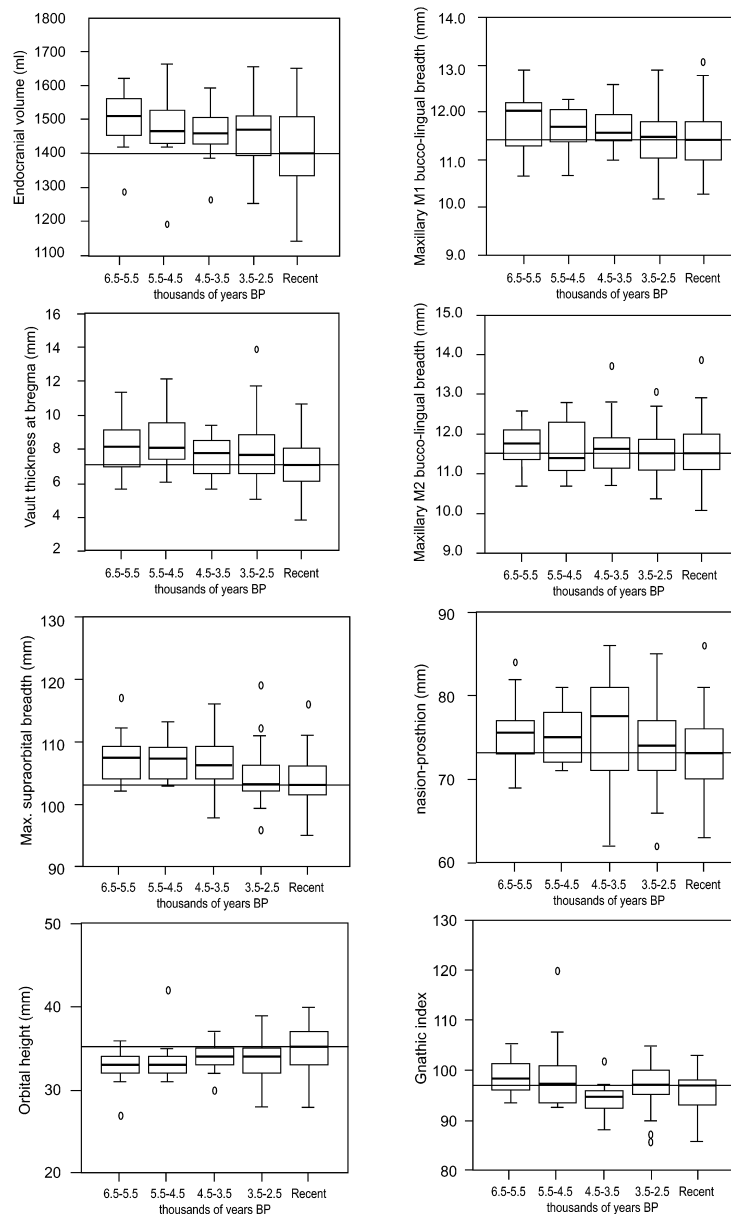 Endocranial volume (ml)
1800
1700
1600
1500
1400
1300
1200
1100
6.5-5.5 5.5-4.5 4.5-3.5 3.5-2.5 Recent
thousands of years BP
Maxillary M1 bucco-lingual breadth (mm)
14.0
13.0
12.00
11.0
10.0
9.0
6.5-5.5 5.5-4.5 4.5-3.5 3.5-2.5 Recent
thousands of years BP
Vault thickness at bregma (mm)
16
14
12
10
8
6
4
2
6.5-5.5 5.5-4.5 4.5-3.5 3.5-2.5 Recent
thousands of years BP
Maxillary M2 bucco-lingual breadth (mm)
15.0
14.0
13.0
12.0
11.0
10.0
9.0
6.5-5.5 5.5-4.5 4.5-3.5 3.5-2.5 Recent
thousands of years BP
Max. supraorbital breadth (mm)
130
120
110
100
90
6.5-5.5 5.5-4.5 4.5-3.5 3.5-2.5 Recent
thousands of years BP
nasion-prosthion (mm)
90
80
70
60
6.5-5.5 5.5-4.5 4.5-3.5 3.5-2.5 Recent
thousands of years BP
Orbital height (mm)
50
40
30
20
6.5-5.5 5.5-4.5 4.5-3.5 3.5-2.5 Recent
thousands of years BP
Gnathic index
130
120
110
100
90
80
6.5-5.5 5.5-4.5 4.5-3.5 3.5-2.5 Recent
thousands of years BP